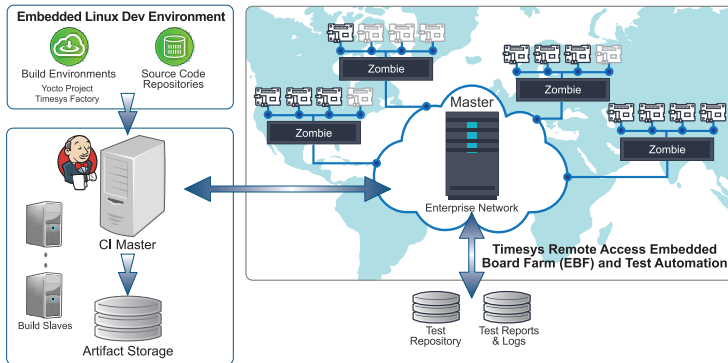 Embedded Linux Dev Environment
Build Environments
Yocto Project
Timesys Factory
Source Code
Repositories
CI Master
Build Slaves
Artifact Storage
Zombie
Zombie
Zombie
Zombie
Master
Enterprise Network
Timesys Remote Access Embedded
Board Farm (EBF) and Test Automation
Test
Repository
Test Reports
& Logs